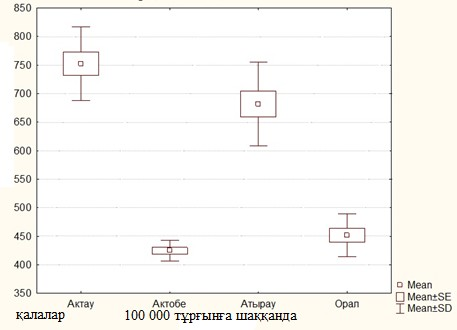 850
800
750
700
650
600
550
500
450
400
350
Актау Актобе Атырау Орал
қалалар 100 000 тұрғынға шаққанда
Mean
Mean±SE
Mean±SD